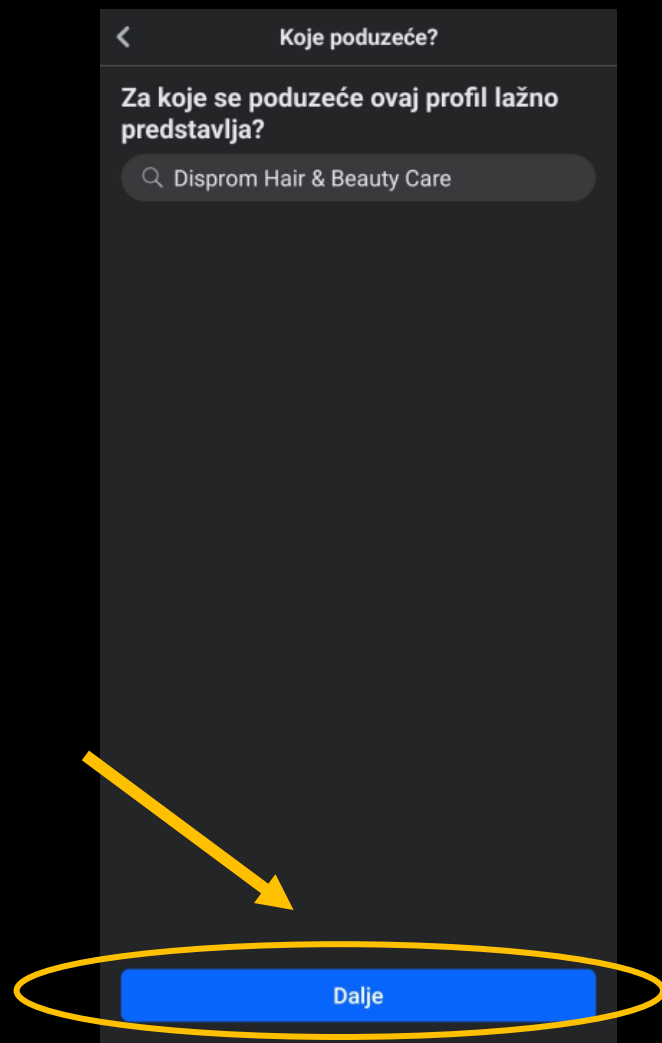 Koje poduzeće?
Za koje se poduzeće ovaj profil lažno
predstavlja?
Disprom Hair & Beauty Care
Dalje